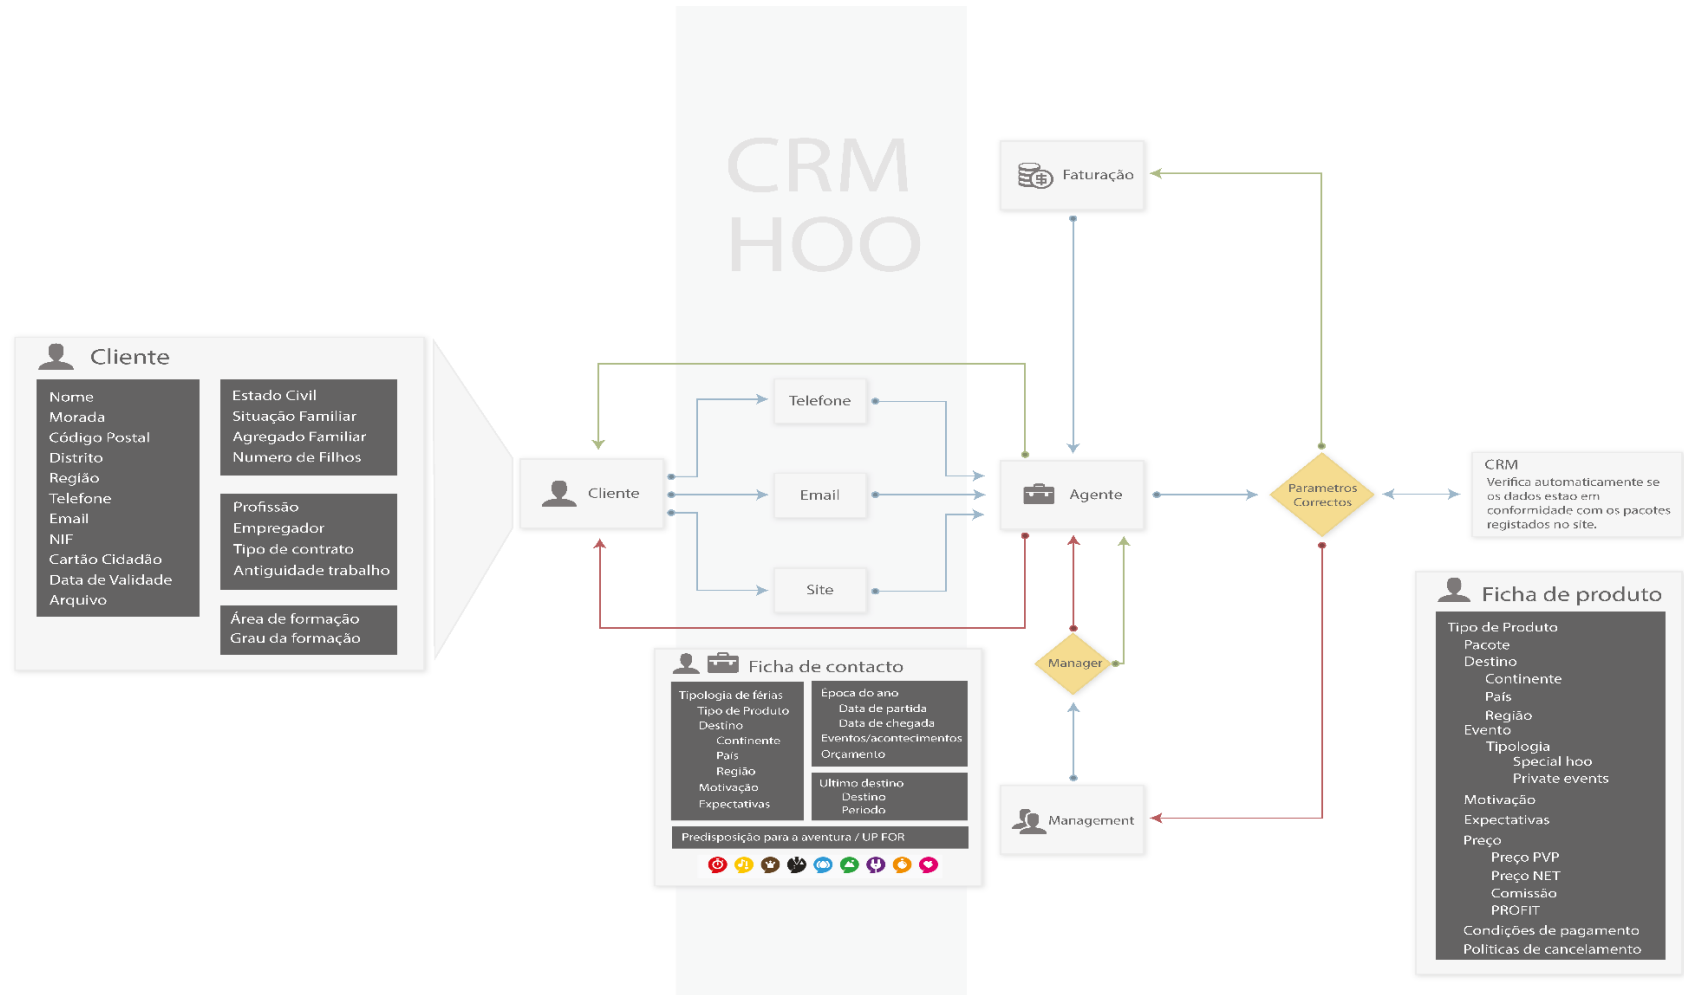 CRM
HOO
Faturação
Cliente
Nome
Morada
Código Postal
Distrito
Região
Telefone
Email
NIF
Cartão Cidadão
Data de Validade
Arquivo
Estado Civil
Situação Familiar
Agregado Familiar
Numero de Filhos
Profissão
Empregador
Tipo de contrato
Antiguidade trabalho
Área de formação
Grau da formação
Cliente
Telefone
Email
Site
Agente
Parametros
Correctos
CRM
Verifica automaticamente se
os dados estao em
conformidade com os pacotes
registados no site.
Manager
Management
Ficha de contacto
Tipologia de férias
Tipo de Produto
Destino
Continente
País
Região
Motivação
Expectativas
Epoca do ano
Data de partida
Data de chegada
Eventos/acontecimentos
Orçamento
Ultimo destino
Destino
Periodo
Predisposição para a aventura / UP FOR
Ficha de produto
Tipo de Produto
Pacote
Destino
Continente
País
Região
Evento
Tipologia
Special hoo
Private events
Motivação
Expectativas
Preço
Preço PVP
Preço NET
Comissão
PROFIT
Condições de pagamento
Políticas de cancelamento